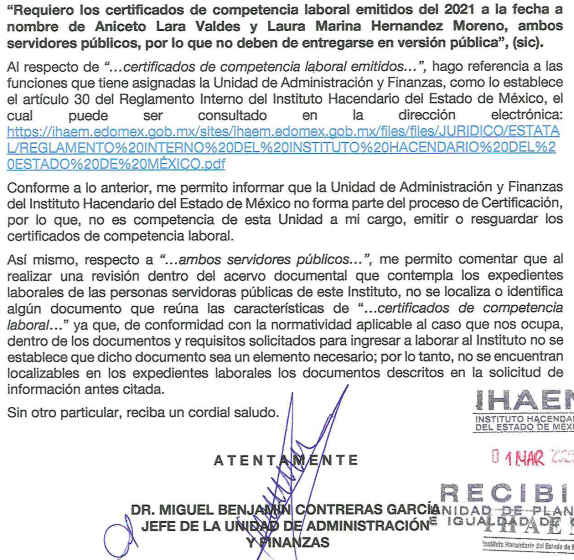 “Requiero los certificados de competencia laboral emitidos del 2021 a la fecha a
nombre de Aniceto Lara Valdes y Laura Marina Hernandez Moreno, ambos
servidores públicos, por lo que no deben de entregarse en versión pública”, (sic).
Al respecto de “...certificados de competencia laboral emitidos...”, hago referencia a las
funciones que tiene asignadas la Unidad de Administración y Finanzas, como lo establece
el artículo 30 del Reglamento Interno del Instituto Hacendario del Estado de México, el
cual puede ser consultado en la dirección electrónica:
https://ihaem.edomex.gob.mx/sites/ihaem.edomex.gob.mx/files/files/JURIDICO/ESTATA
L/REGLAMENTO%20INTERNO%20DEL%20INSTITUTO%20HACENDARIO%20DEL%2
0ESTADO%20DE%20MÉXICO.pdf
Conforme a lo anterior, me permito informar que la Unidad de Administración y Finanzas
del Instituto Hacendario del Estado de México no forma parte del proceso de Certificación,
por lo que, no es competencia de esta Unidad a mi cargo, emitir o resguardar los
certificados de competencia laboral.
Así mismo, respecto a “...ambos servidores públicos...”, me permito comentar que al
realizar una revisión dentro del acervo documental que contempla los expedientes
laborales de las personas servidoras públicas de este Instituto, no se localiza o identifica
algún documento que reúna las características de “...certificados de competencia
laboral...” ya que, de conformidad con la normatividad aplicable al caso que nos ocupa,
dentro de los documentos y requisitos solicitados para ingresar a laborar al Instituto no se
establece que dicho documento sea un elemento necesario; por lo tanto, no se encuentran
localizables en los expedientes laborales los documentos descritos en la solicitud de
información antes citada.
Sin otro particular, reciba un cordial saludo.
IHAEM
INSTITUTO HACENDAR
DEL ESTADO DE MÉXI
ATENTAMENTE
01 MAR
RECIBI
DR. MIGUEL BENJAMÍN CONTRERAS GARCÍA
UNIDAD DE PLAN
JEFE DE LA UNIDAD DE ADMINISTRACIÓN
E IGUALDAD DE
Y FINANZAS
IHAE
Instituto Hacendario del Estado